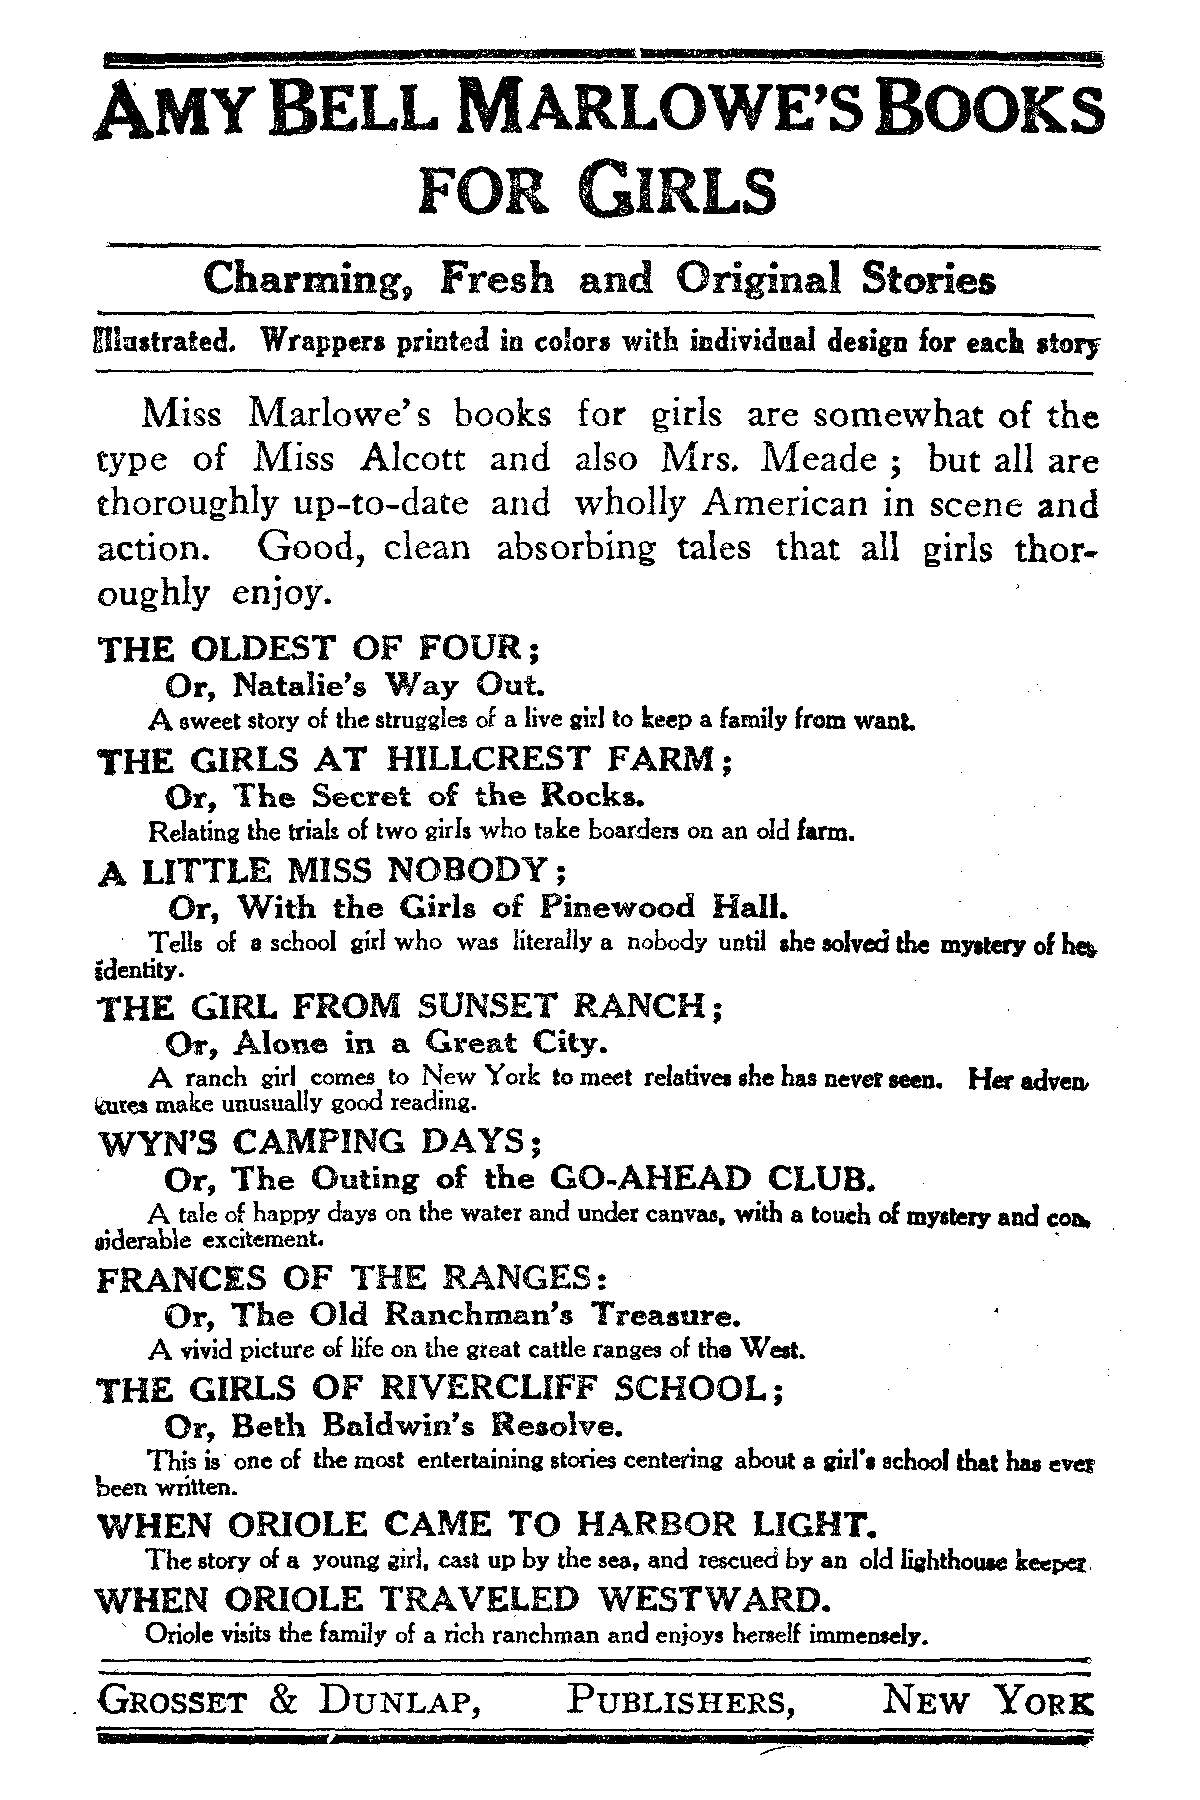 AMY BELL MARLOWE'S BOOKS
FOR GIRLS
Charming, Fresh and Original Stories
Illustrated. Wrappers printed in colors with individual design for each story
Miss Marlowe's books for girls are somewhat of the
type of Miss Alcott and also Mrs. Meade; but all are
thoroughly up-to-date and wholly American in scene and
action. Good, clean absorbing tales that all girls thor-
oughly enjoy.
THE OLDEST OF FOUR;
Or, Natalie's Way Out.
A sweet story of the struggles of a live girl to keep a family from want.
THE GIRLS AT HILLCREST FARM;
Or, The Secret of the Rocks.
Relating the trials of two girls who take boarders on an old farm.
A LITTLE MISS NOBODY;
Or, With the Girls of Pinewood Hall.
Tells of a school girl who was literally a nobody until she solved the mystery of her
identity.
THE GIRL FROM SUNSET RANCH;
Or, Alone in a Great City.
A ranch girl comes to New York to meet relatives she has never seen. Her adven-
tures make unusually good reading.
WYN'S CAMPING DAYS;
Or, The Outing of the GO-AHEAD CLUB.
A tale of happy days on the water and under canvas, with a touch of mystery and con-
siderable excitement.
FRANCES OF THE RANGES:
Or, The Old Ranchman's Treasure.
A vivid picture of life on the great cattle ranges of the West.
THE GIRLS OF RIVERCLIFF SCHOOL;
Or, Beth Baldwin's Resolve.
This is one of the most entertaining stories centering about a girl's school that has ever
been written.
WHEN ORIOLE CAME TO HARBOR LIGHT.
The story of a young girl, cast up by the sea, and rescued by an old lighthouse keeper.
WHEN ORIOLE TRAVELED WESTWARD.
Oriole visits the family of a rich ranchman and enjoys herself immensely.
GROSSET & DUNLAP, PUBLISHERS, NEW YORK